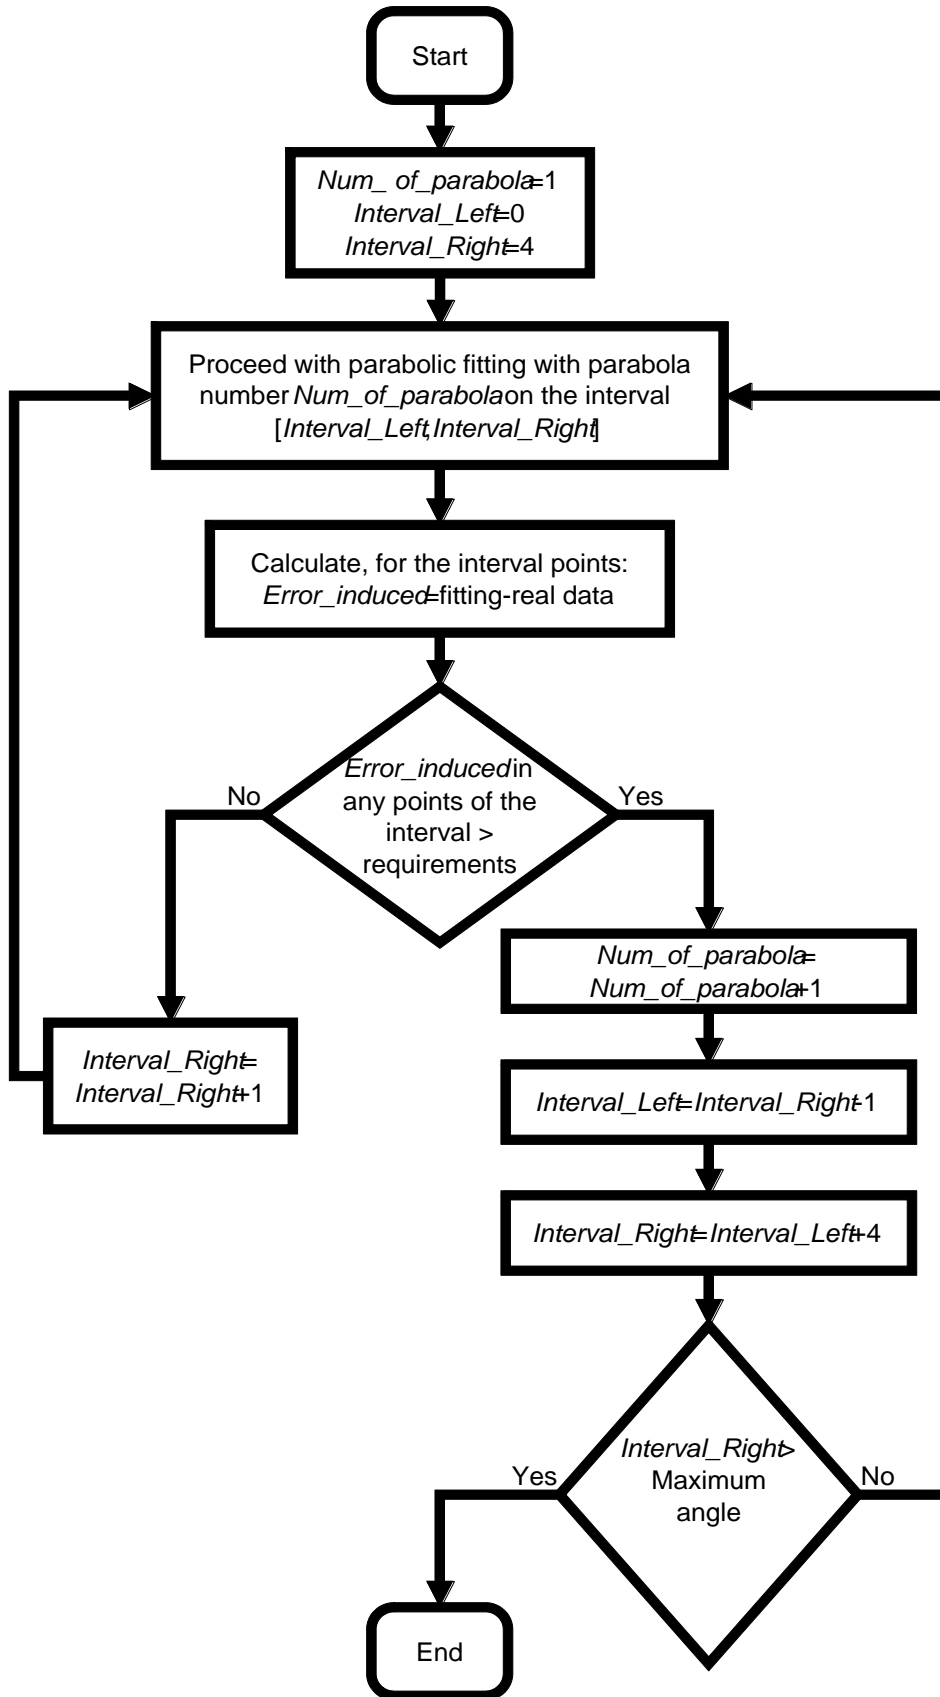 Start
Num_ of_parabola=1
Interval_Left=0
Interval_Right=4
Proceed with parabolic fitting with parabola
number Num_of_parabola on the interval
[Interval_Left,Interval_Right]
Calculate, for the interval points:
Error_induced=fitting-real data
Error_induced in
any points of the
interval >
requirements
No
Yes
Num_of_parabola=
Num_of_parabola+1
Interval_Right=
Interval_Right+1
Interval_Left=Interval_Right-1
Interval_Right=Interval_Left+4
Interval_Right>
Maximum
angle
Yes
No
End